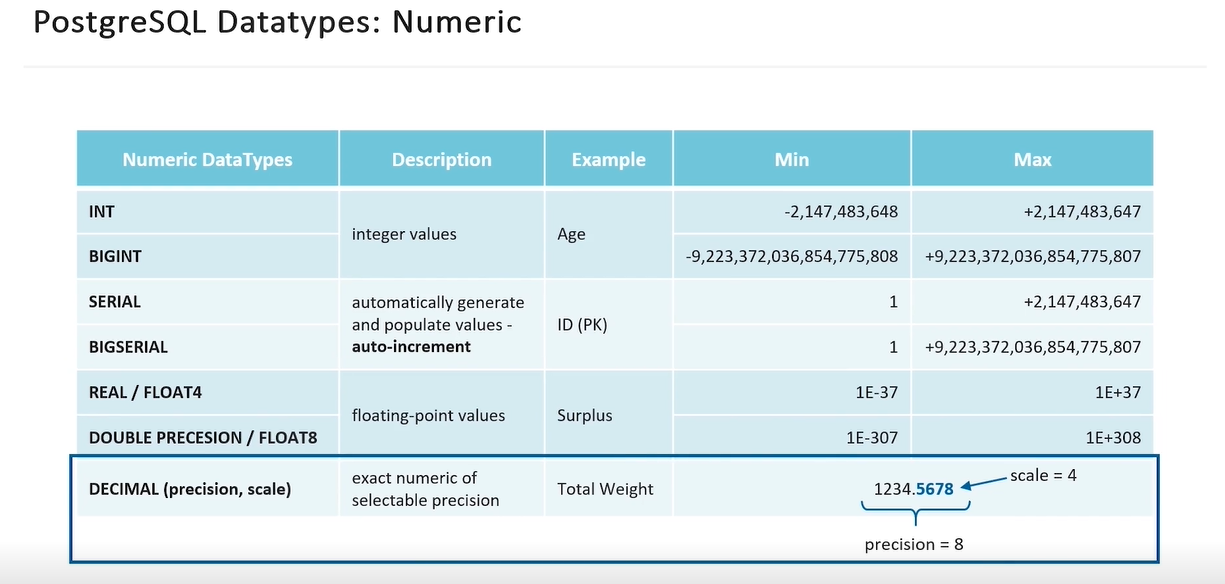 PostgreSQL Datatypes: Numeric
Numeric DataTypes Description Example Min Max
INT
integer values
Age
-2,147,483,648 +2,147,483,647
BIGINT
-9,223,372,036,854,775,808 +9,223,372,036,854,775,807
SERIAL
automatically generate
and populate values -
auto-increment
ID (PK)
1 +2,147,483,647
BIGSERIAL
1 +9,223,372,036,854,775,807
REAL / FLOAT4
floating-point values
Surplus
1E-37 1E+37
DOUBLE PRECESION / FLOAT8
1E-307 1E+308
DECIMAL (precision, scale)
exact numeric of
selectable precision
Total Weight
1234.5678
scale = 4
precision = 8